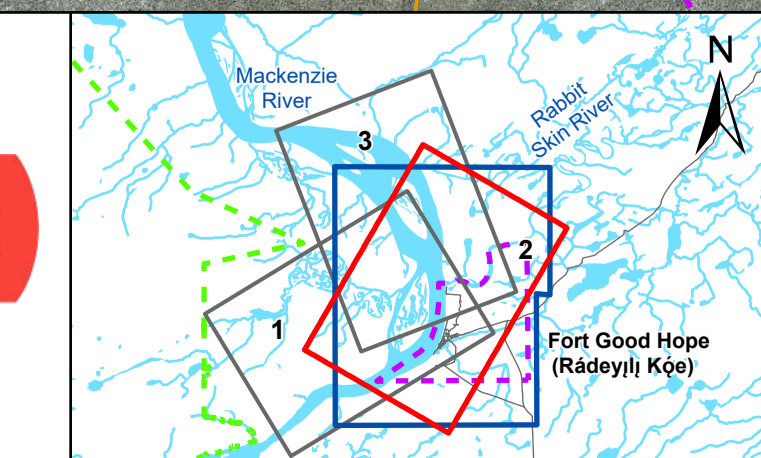 N
Mackenzie
River
Rabbit
Skin River
3
2
1
Fort Good Hope
(Rádeyı̨lı̨ Kǫ́e)